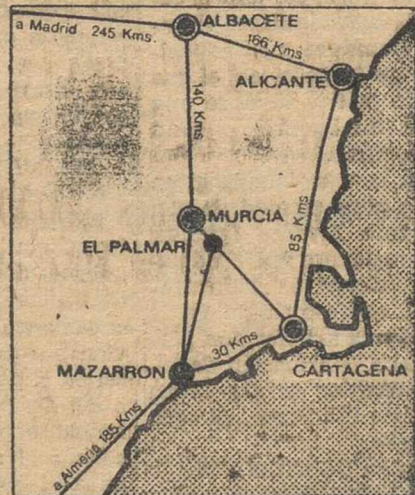 ALBACETE
a Madrid 245 Kms.
166 Kms
ALICANTE
140 Kms
MURCIA
EL PALMAR
85 Kms
30 Kms
MAZARRON
CARTAGENA
a Almería 185 Kms